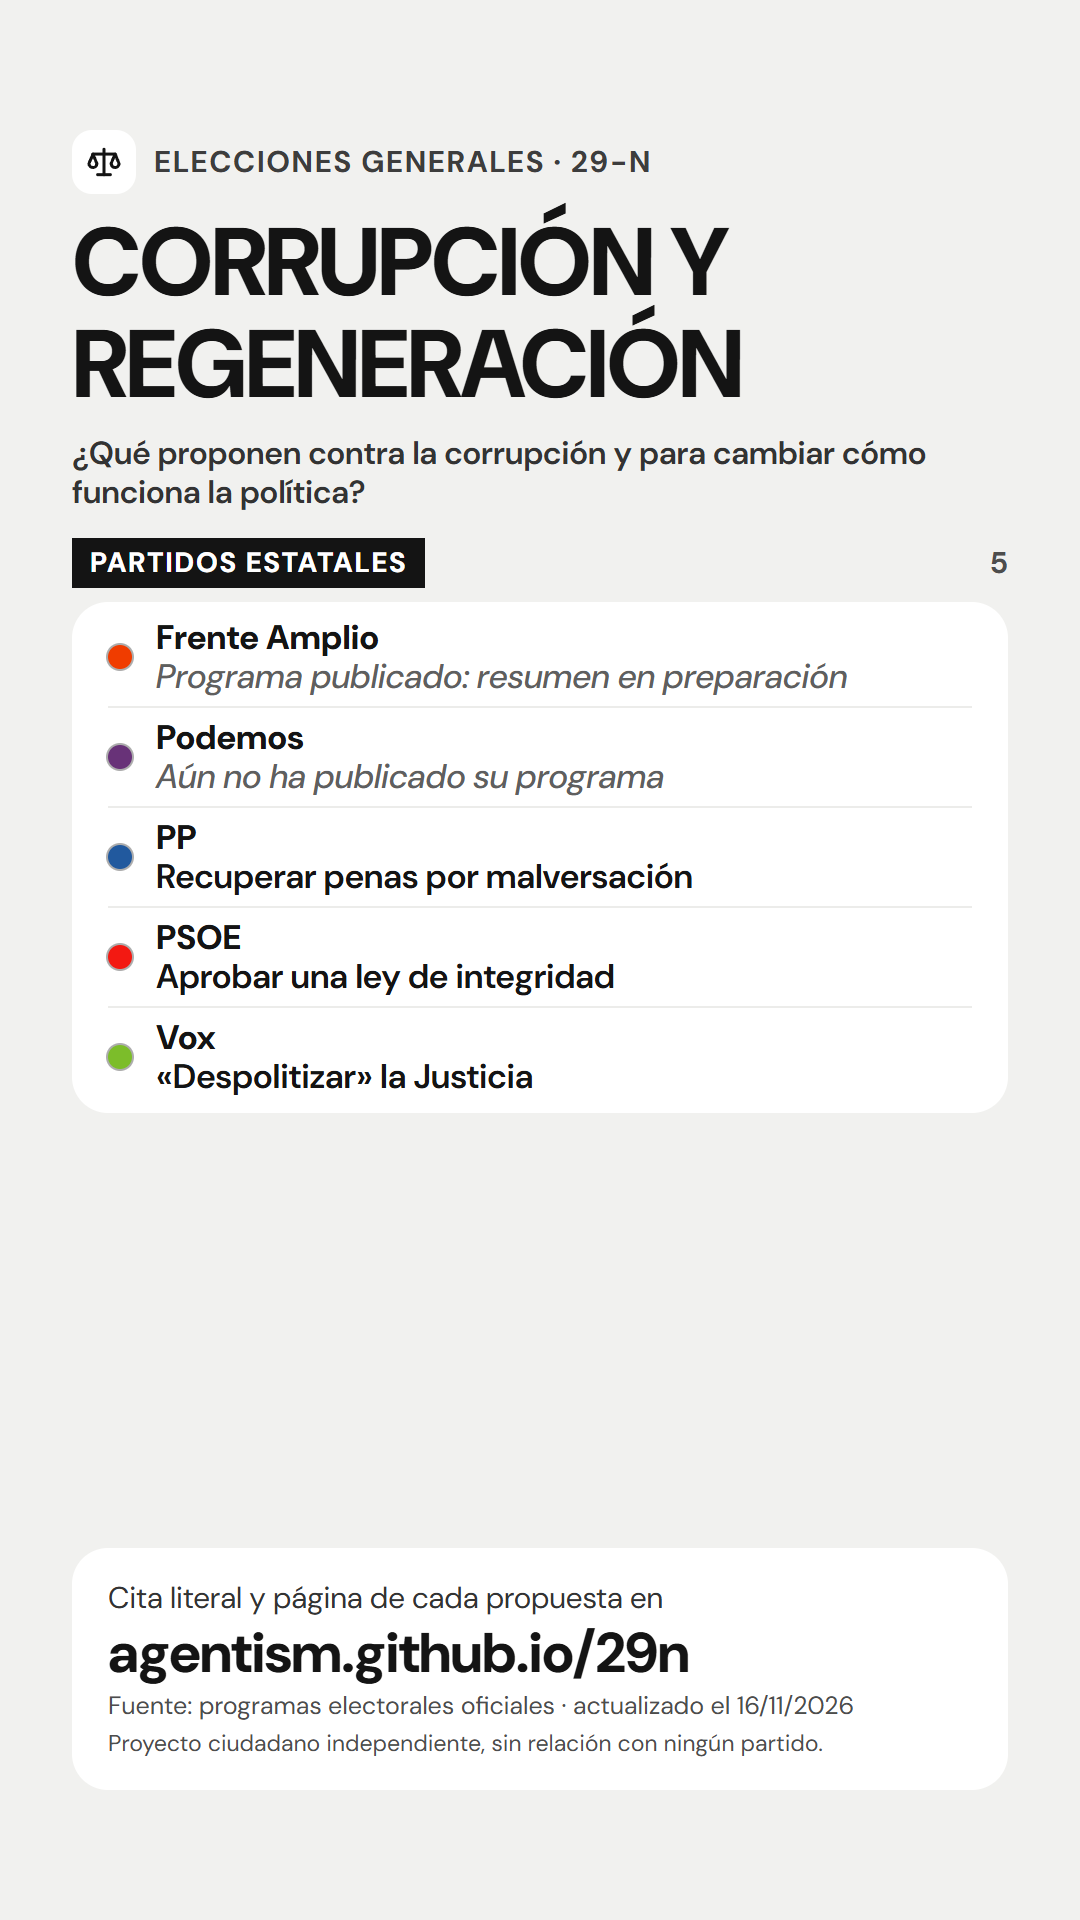 ELECCIONES GENERALES · 29-N
CORRUPCIÓN Y
REGENERACIÓN
¿Qué proponen contra la corrupción y para cambiar cómo
funciona la política?
PARTIDOS ESTATALES
5
Frente Amplio
Programa publicado: resumen en preparación
Podemos
Aún no ha publicado su programa
PP
Recuperar penas por malversación
PSOE
Aprobar una ley de integridad
Vox
«Despolitizar» la Justicia
Cita literal y página de cada propuesta en
agentism.github.io/29n
Fuente: programas electorales oficiales · actualizado el 16/11/2026
Proyecto ciudadano independiente, sin relación con ningún partido.